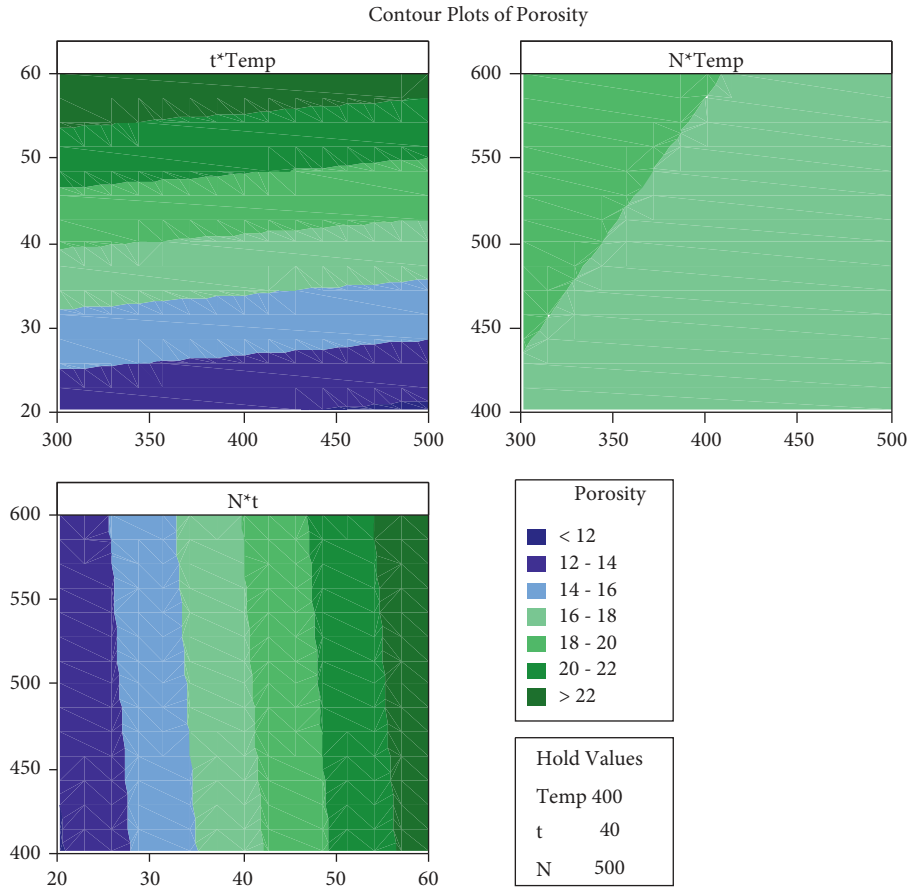 Contour Plots of Porosity
t*Temp
60
50
40
30
20
300 350 400 450 500
N*Temp
600
550
500
450
400
300 350 400 450 500
N*t
600
550
500
450
400
20 30 40 50 60
Porosity
< 12
12 - 14
14 - 16
16 - 18
18 - 20
20 - 22
> 22
Hold Values
Temp 400
t 40
N 500